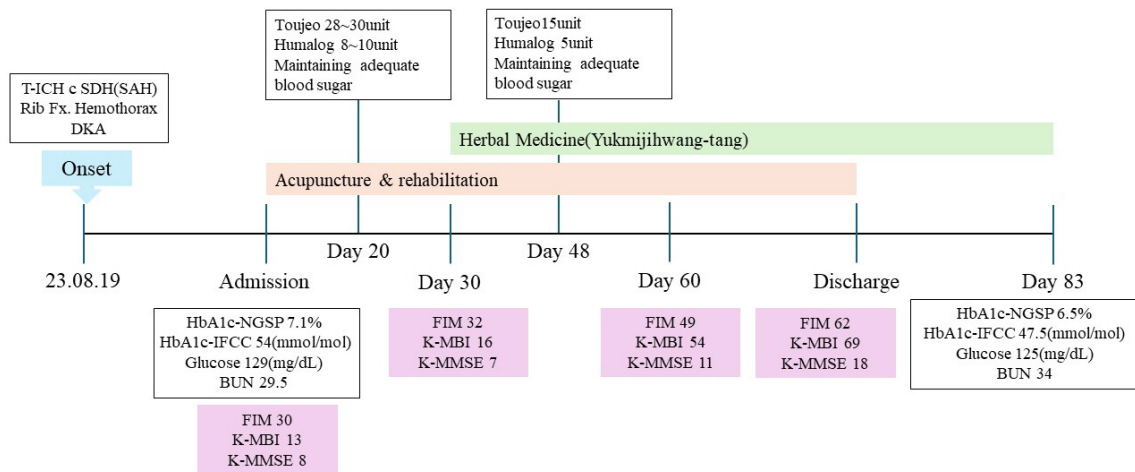 T-ICH c SDH(SAH)
Rib Fx. Hemothorax
DKA
Onset
Toujeo 28~30unit
Humalog 8~10unit
Maintaining adequate
blood sugar
Toujeo15unit
Humalog 5unit
Maintaining adequate
blood sugar
Herbal Medicine(Yukmijihwang-tang)
Acupuncture & rehabilitation
23.08.19
Admission
Day 20
Day 30
Day 48
Day 60
Discharge
Day 83
HbA1c-NGSP 7.1%
HbA1c-IFCC 54(mmol/mol)
Glucose 129(mg/dL)
BUN 29.5
FIM 30
K-MBI 13
K-MMSE 8
FIM 32
K-MBI 16
K-MMSE 7
FIM 49
K-MBI 54
K-MMSE 11
FIM 62
K-MBI 69
K-MMSE 18
HbA1c-NGSP 6.5%
HbA1c-IFCC 47.5(mmol/mol)
Glucose 125(mg/dL)
BUN 34